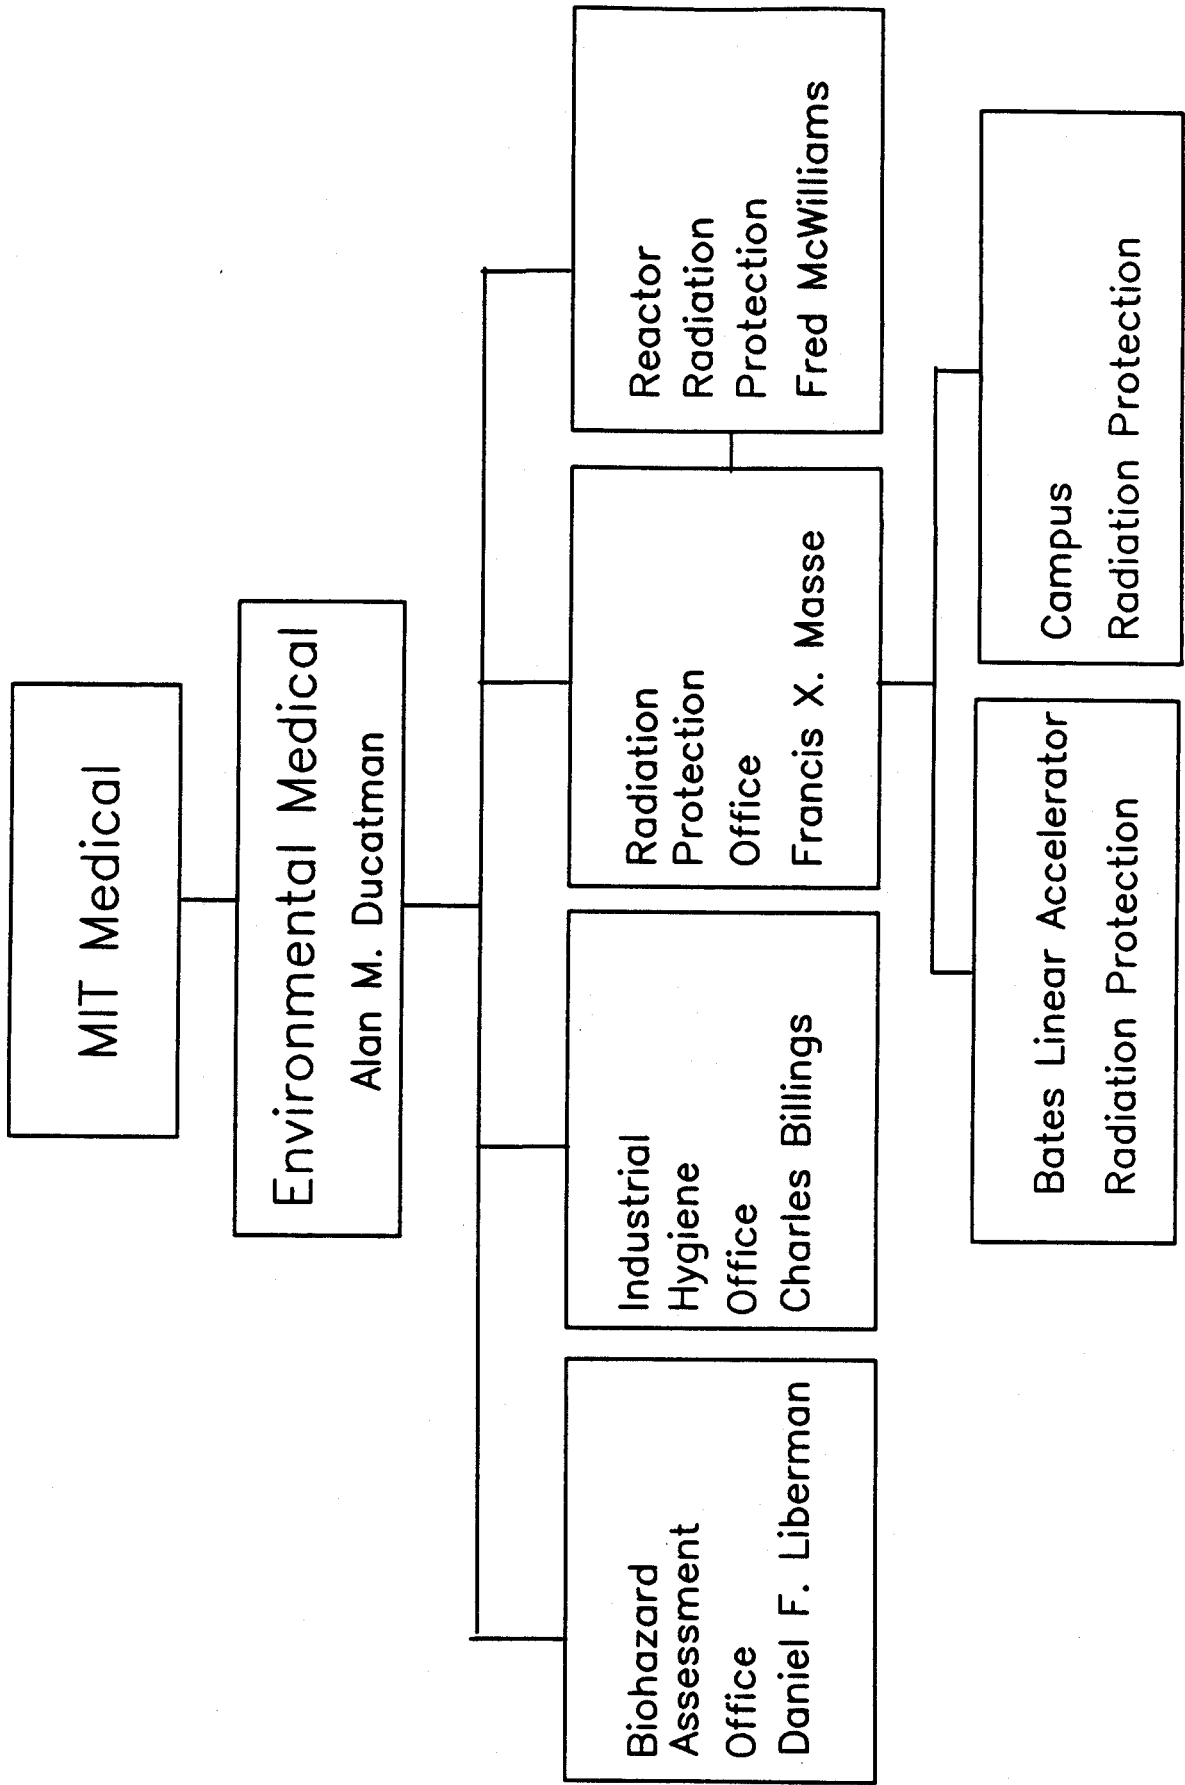 MIT Medical
Environmental Medical
Alan M. Ducatman
Biohazard
Assessment
Office
Daniel F. Liberman
Industrial
Hygiene
Office
Charles Billings
Radiation
Protection
Office
Francis X. Masse
Reactor
Radiation
Protection
Fred McWilliams
Bates Linear Accelerator
Radiation Protection
Campus
Radiation Protection